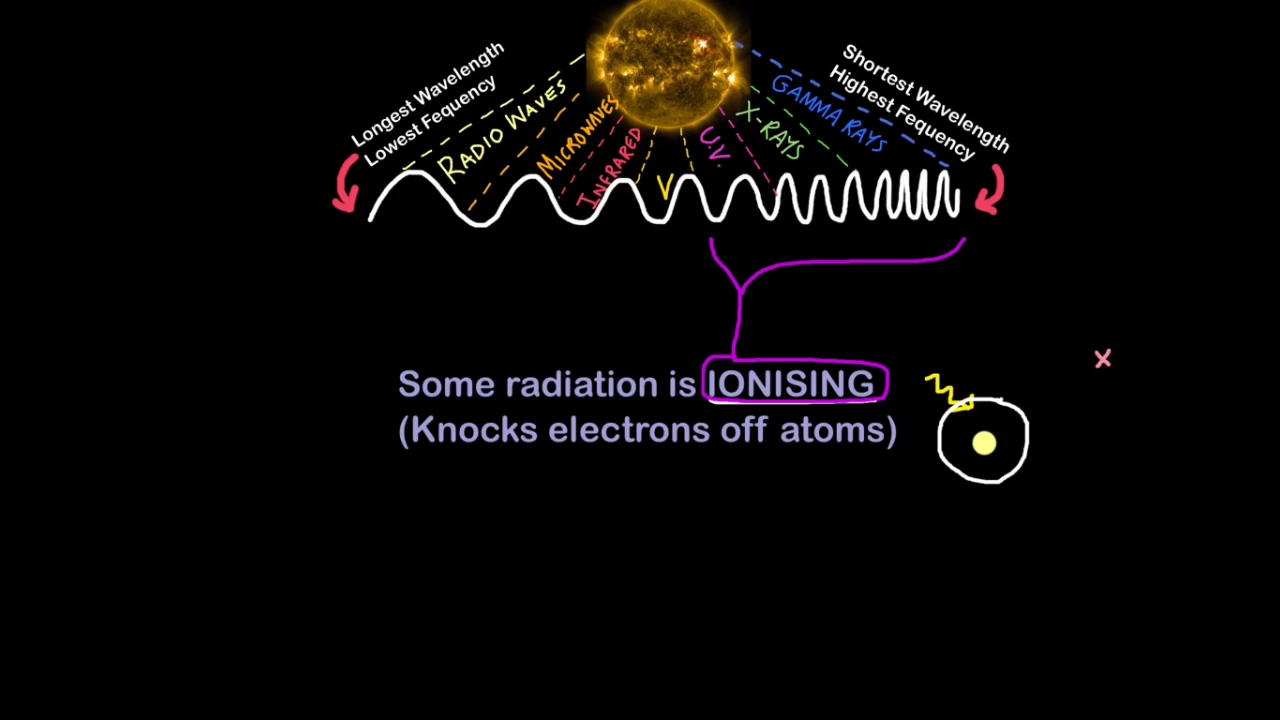 Longest Wavelength
Lowest Fequency
RADIO WAVES
MICROWAVES
INFRARED
V
U.V.
X-RAYS
GAMMA RAYS
Shortest Wavelength
Highest Fequency
Some radiation is IONISING
(Knocks electrons off atoms)
x